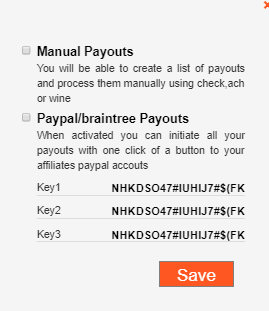 Manual Payouts
You will be able to create a list of payouts
and process them manually using check,ach
or wine
Paypal/braintree Payouts
When activated you can initiate all your
payouts with one click of a button to your
affiliates paypal accouts
Key1 NHKDSO47#IUHIJ7#$(FK
Key2 NHKDSO47#IUHIJ7#$(FK
Key3 NHKDSO47#IUHIJ7#$(FK
Save